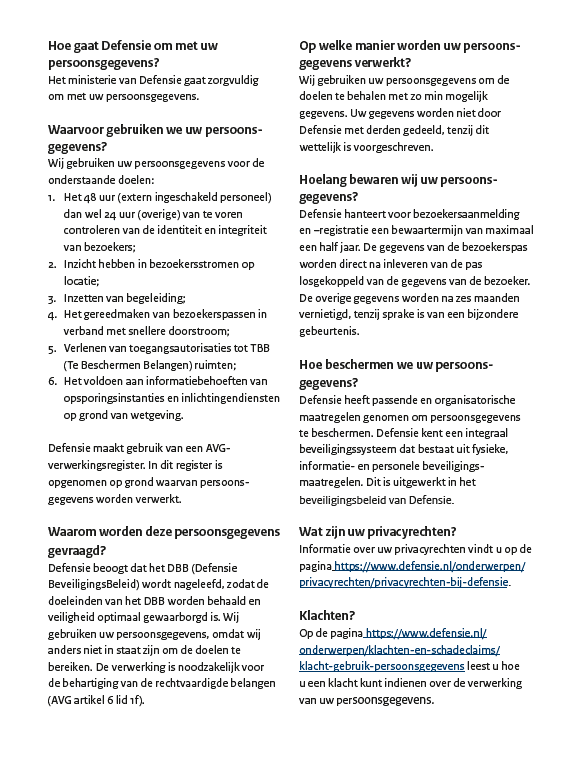 Hoe gaat Defensie om met uw
persoonsgegevens?
Het ministerie van Defensie gaat zorgvuldig
om met uw persoonsgegevens.
Waarvoor gebruiken we uw persoons-
gegevens?
Wij gebruiken uw persoonsgegevens voor de
onderstaande doelen:
1. Het 48 uur (extern ingeschakeld personeel)
dan wel 24 uur (overige) van te voren
controleren van de identiteit en integriteit
van bezoekers;
2. Inzicht hebben in bezoekersstromen op
locatie;
3. Inzetten van begeleiding;
4. Het gereedmaken van bezoekerspassen in
verband met snellere doorstroom;
5. Verlenen van toegangsautorisaties tot TBB
(Te Beschermen Belangen) ruimten;
6. Het voldoen aan informatiebehoeften van
opsporingsinstanties en inlichtingendiensten
op grond van wetgeving.
Defensie maakt gebruik van een AVG-
verwerkingsregister. In dit register is
opgenomen op grond waarvan persoons-
gegevens worden verwerkt.
Waarom worden deze persoonsgegevens
gevraagd?
Defensie beoogt dat het DBB (Defensie
BeveiligingsBeleid) wordt nageleefd, zodat de
doeleinden van het DBB worden behaald en
veiligheid optimaal gewaarborgd is. Wij
gebruiken uw persoonsgegevens, omdat wij
anders niet in staat zijn om de doelen te
bereiken. De verwerking is noodzakelijk voor
de behartiging van de rechtvaardigde belangen
(AVG artikel 6 lid 1f).
Op welke manier worden uw persoons-
gegevens verwerkt?
Wij gebruiken uw persoonsgegevens om de
doelen te behalen met zo min mogelijk
gegevens. Uw gegevens worden niet door
Defensie met derden gedeeld, tenzij dit
wettelijk is voorgeschreven.
Hoelang bewaren wij uw persoons-
gegevens?
Defensie hanteert voor bezoekersaanmelding
en –registratie een bewaartermijn van maximaal
een half jaar. De gegevens van de bezoekerspas
worden direct na inleveren van de pas
losgekoppeld van de gegevens van de bezoeker.
De overige gegevens worden na zes maanden
vernietigd, tenzij sprake is van een bijzondere
gebeurtenis.
Hoe beschermen we uw persoons-
gegevens?
Defensie heeft passende en organisatorische
maatregelen genomen om persoonsgegevens
te beschermen. Defensie kent een integraal
beveiligingssysteem dat bestaat uit fysieke,
informatie- en personele beveiligings-
maatregelen. Dit is uitgewerkt in het
beveiligingsbeleid van Defensie.
Wat zijn uw privacyrechten?
Informatie over uw privacyrechten vindt u op de
pagina https://www.defensie.nl/onderwerpen/
privacyrechten/privacyrechten-bij-defensie.
Klachten?
Op de pagina https://www.defensie.nl/
onderwerpen/klachten-en-schadeclaims/
klacht-gebruik-persoonsgegevens leest u hoe
u een klacht kunt indienen over de verwerking
van uw persoonsgegevens.